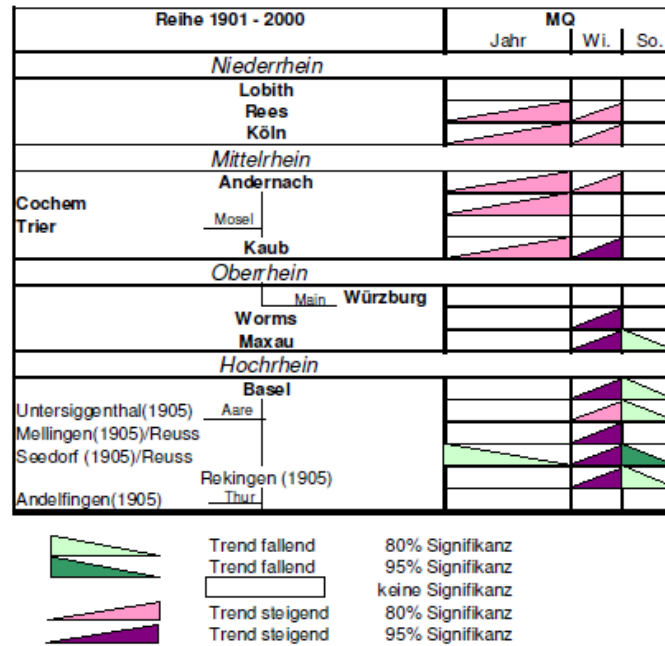 Reihe 1901 - 2000 MQ
Jahr Wi. So.
Niederrhein
Lobith
Rees
Köln
Mittelrhein
Andernach
Cochem
Trier Mosel
Kaub
Oberrhein
Main Würzburg
Worms
Maxau
Hochrhein
Basel
Untersiggenthal(1905) Aare
Mellingen(1905)/Reuss
Seedorf (1905)/Reuss
Rekingen (1905)
Andelfingen(1905) Thur
Trend fallend 80% Signifikanz
Trend fallend 95% Signifikanz
keine Signifikanz
Trend steigend 80% Signifikanz
Trend steigend 95% Signifikanz